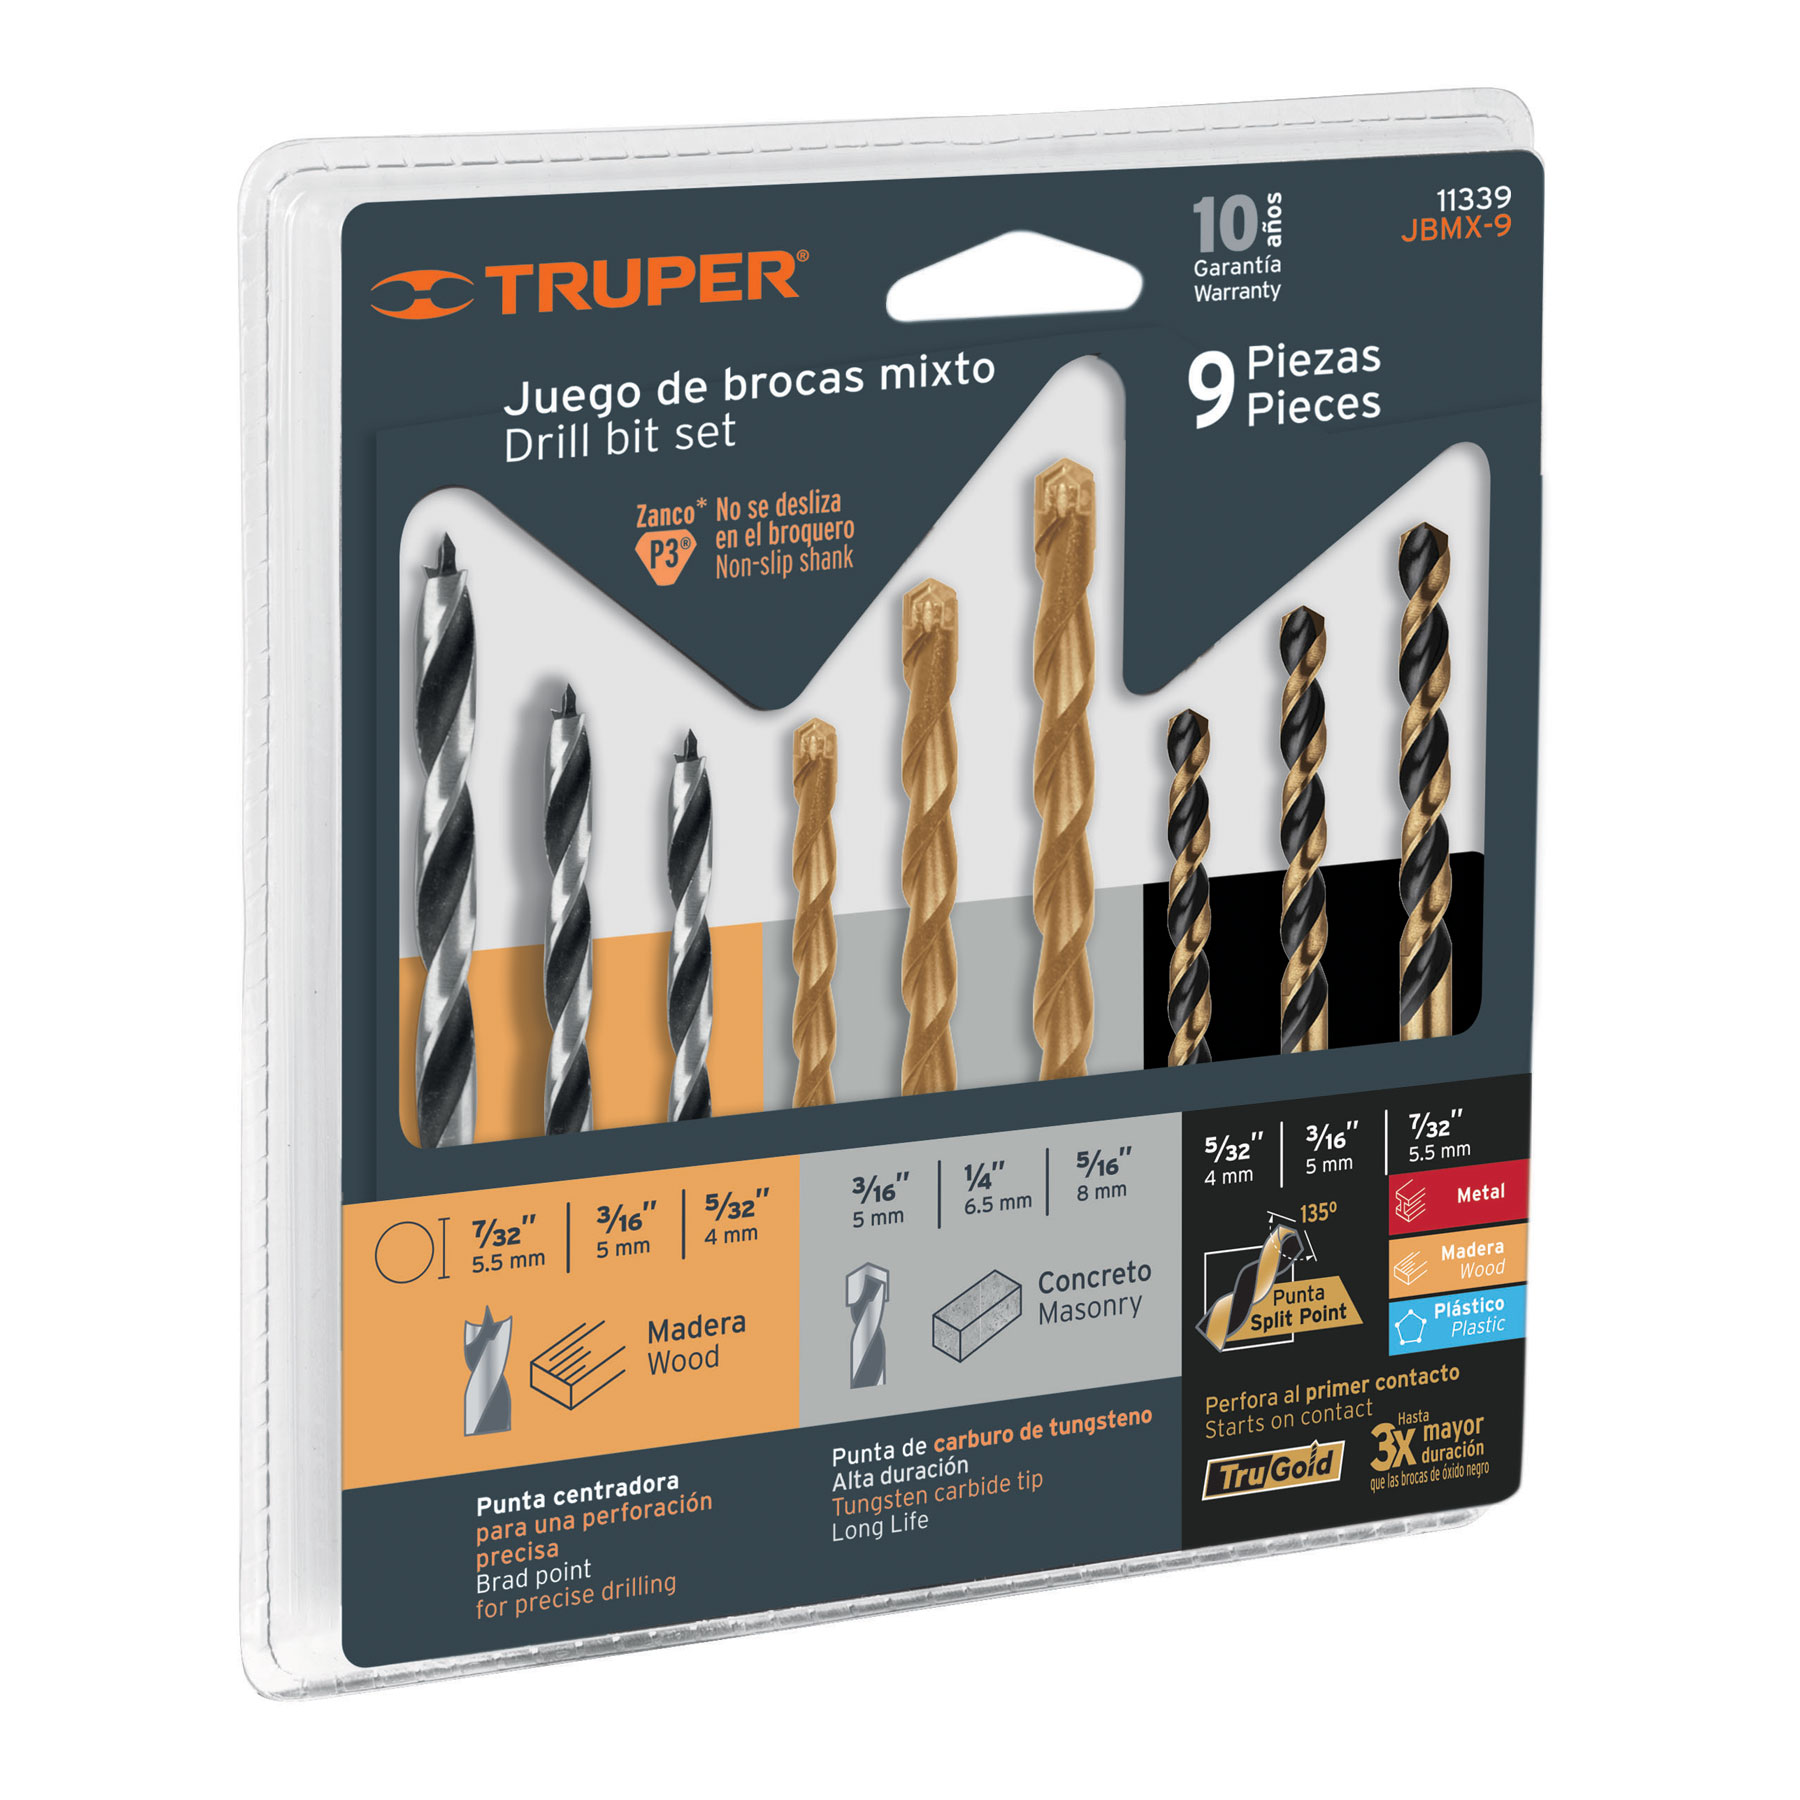 TRUPER®
10 años
Garantía
Warranty
11339
JBMX-9
Juego de brocas mixto
Drill bit set
9 Piezas
Pieces
Zanco*
P3®
No se desliza
en el broquero
Non-slip shank
7/32"
5.5 mm
3/16"
5 mm
5/32"
4 mm
Madera
Wood
Punta centradora
para una perforación
precisa
Brad point
for precise drilling
3/16"
5 mm
1/4"
6.5 mm
5/16"
8 mm
Concreto
Masonry
Punta de carburo de tungsteno
Alta duración
Tungsten carbide tip
Long Life
5/32"
4 mm
3/16"
5 mm
7/32"
5.5 mm
135°
Punta
Split Point
Metal
Madera
Wood
Plástico
Plastic
Perfora al primer contacto
Starts on contact
TruGold
Hasta
3X mayor
duración
que las brocas de óxido negro